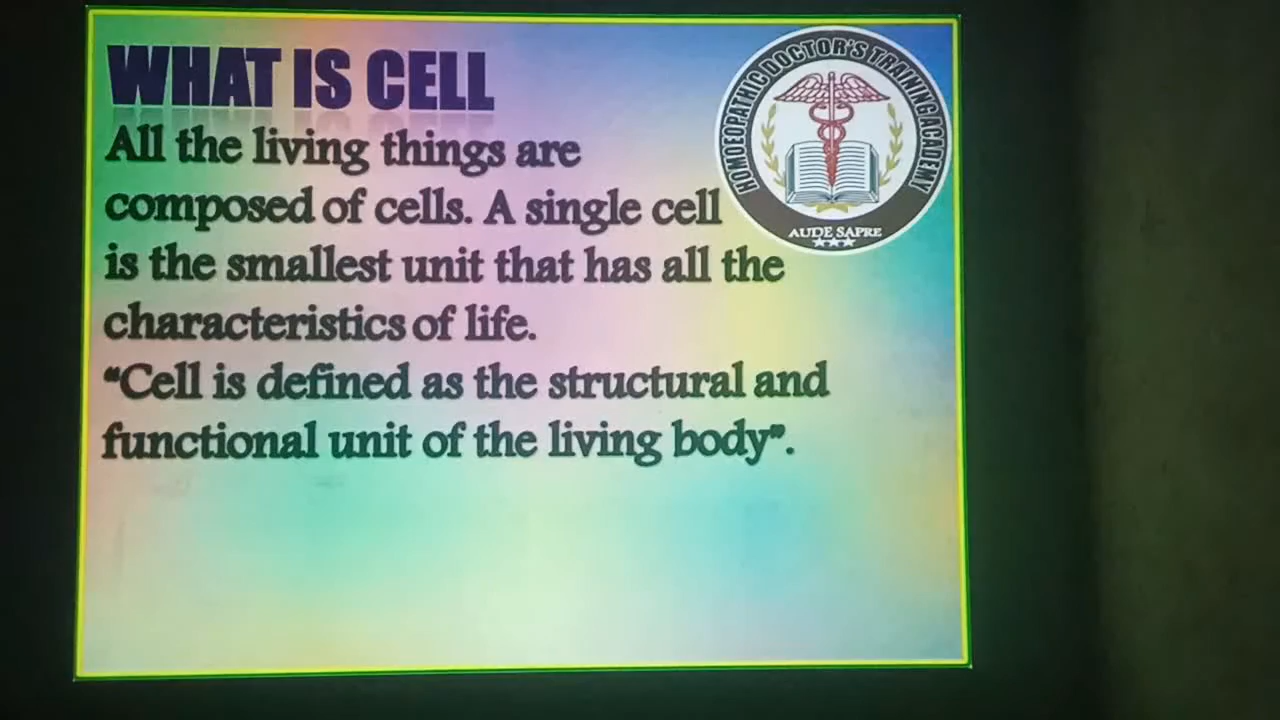 WHAT IS CELL
All the living things are
composed of cells. A single cell
is the smallest unit that has all the
characteristics of life.
“Cell is defined as the structural and
functional unit of the living body”.
HOMOEOPATHIC DOCTOR'S TRAINING ACADEMY
AUDE SAPRE